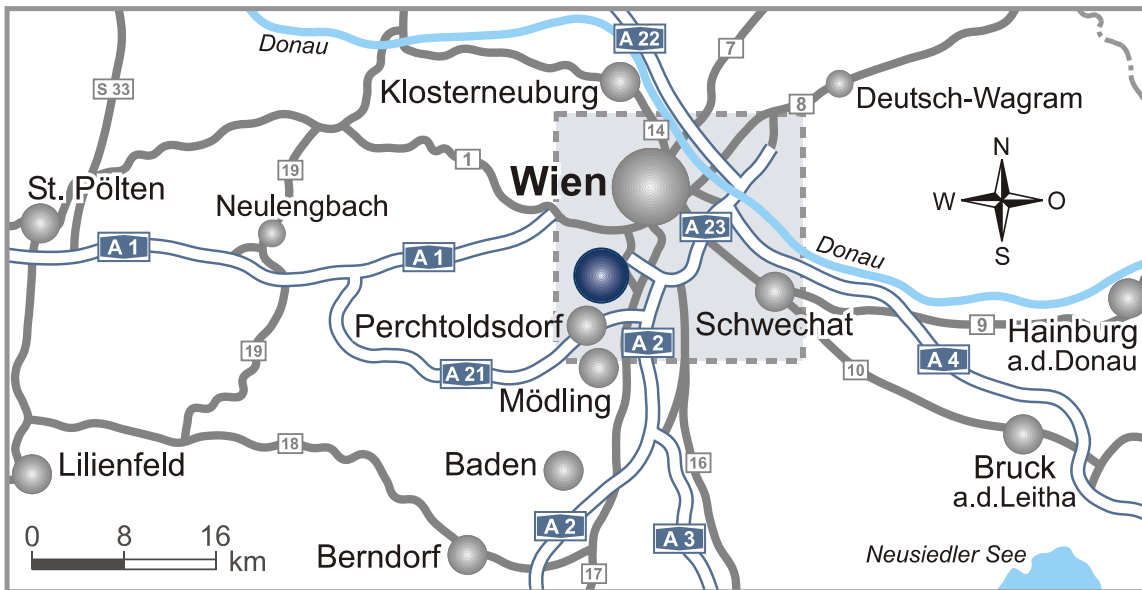 Donau
A 22
7
Klosterneuburg
S 33
8
Deutsch-Wagram
14
1
N
19
Wien
St. Pölten
Neulengbach
W
O
A 23
A 1
A 1
S
Donau
Perchtoldsdorf
Schwechat
9
Hainburg
a.d.Donau
19
A 2
A 4
A 21
10
Mödling
18
Baden
16
Lilienfeld
Bruck
a.d.Leitha
0 8 16
km
A 2
A 3
Berndorf
Neusiedler See
17